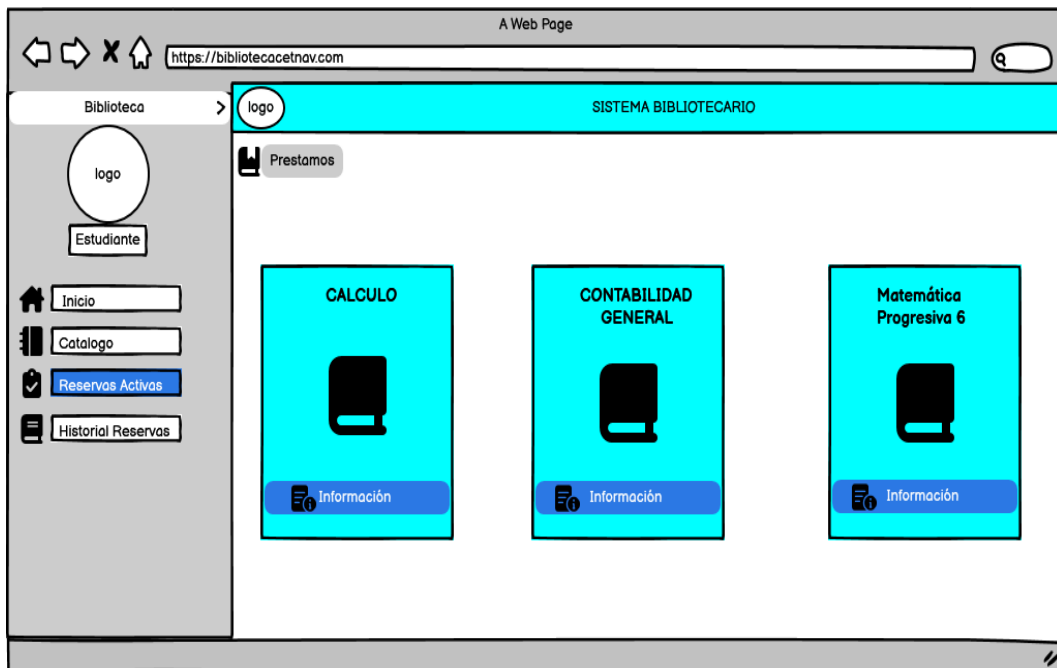 A Web Page
https://bibliotecacetnav.com
Biblioteca
logo
SISTEMA BIBLIOTECARIO
Prestamos
logo
Estudiante
Inicio
Catalogo
Reservas Activas
Historial Reservas
CALCULO
Información
CONTABILIDAD
GENERAL
Información
Matemática
Progresiva 6
Información